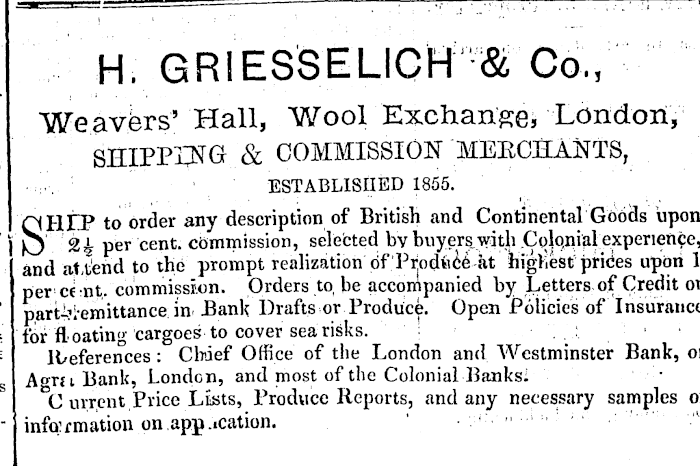 H. GRIESSELICH & Co.,
Weavers' Hall, Wool Exchange, London,
SHIPPING & COMMISSION MERCHANTS,
ESTABLISHED 1855.
SHIP to order any description of British and Continental Goods upon
2½ per cent. commission, selected by buyers with Colonial experience,
and attend to the prompt realization of Produce at highest prices upon 1
per cent. commission. Orders to be accompanied by Letters of Credit or
part-remittance in Bank Drafts or Produce. Open Policies of Insurance
for floating cargoes to cover sea risks.
References: Chief Office of the London and Westminster Bank, or
Agra Bank, London, and most of the Colonial Banks.
Current Price Lists, Produce Reports, and any necessary samples o
information on application.